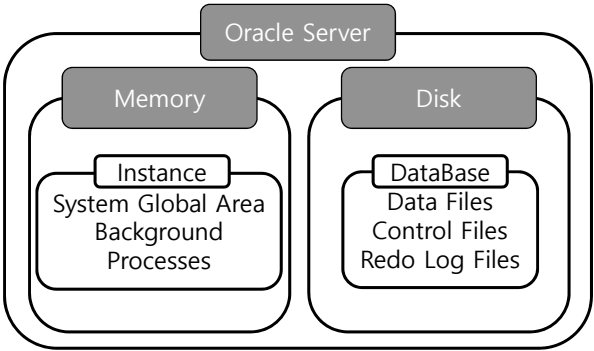 Oracle Server
Memory
Instance
System Global Area
Background
Processes
Disk
DataBase
Data Files
Control Files
Redo Log Files